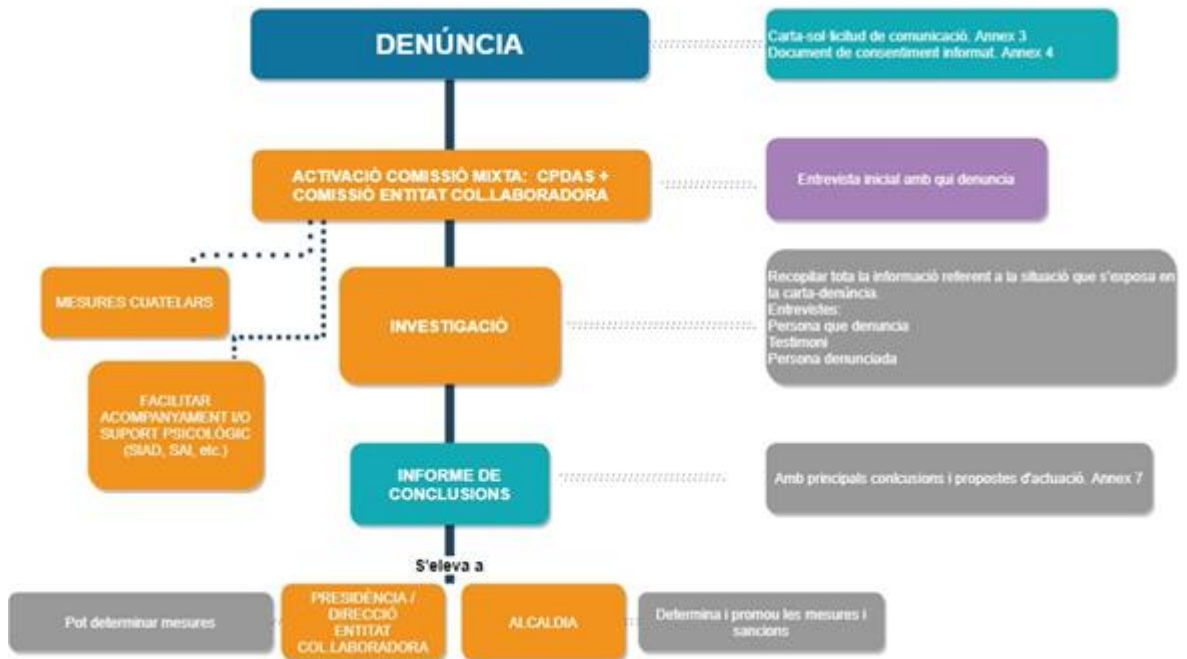 DENÚNCIA
Carta-sol·licitud de comunicació. Annex 3
Document de consentiment informat. Annex 4
ACTIVACIÓ COMISSIÓ MIXTA: CPDAS +
COMISSIÓ ENTITAT COL.LABORADORA
Entrevista inicial amb qui denuncia
MESURES CUATELARS
INVESTIGACIÓ
Recopilar tota la informació referent a la situació que s'exposa en
la carta-denúncia.
Entrevistes:
Persona que denuncia
Testimoni
Persona denunciada
FACILITAR
ACOMPANYAMENT I/O
SUPORT PSICOLÒGIC
(SIAD, SAI, etc.)
INFORME DE
CONCLUSIONS
Amb principals conlcusions i propostes d'actuació. Annex 7
S'eleva a
Pot determinar mesures
PRESIDÈNCIA /
DIRECCIÓ
ENTITAT
COL.LABORADORA
ALCALDIA
Determina i promou les mesures i
sancions